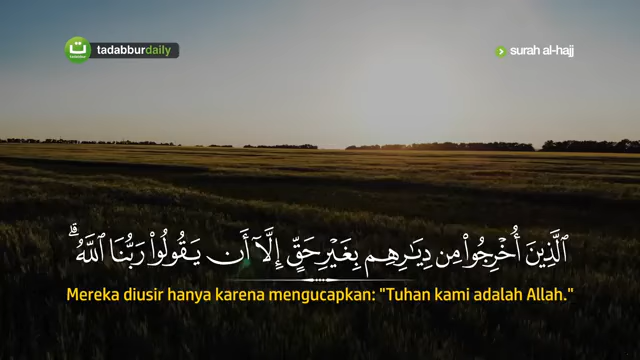 ت
tadabbur
tadabburdaily
surah al-hajj
ٱلَّذِينَ أُخْرِجُوا۟ مِن دِيَـٰرِهِم بِغَيْرِ حَقٍّ إِلَّآ أَن يَقُولُوا۟ رَبُّنَا ٱللَّهُ ۗ
Mereka diusir hanya karena mengucapkan: "Tuhan kami adalah Allah."